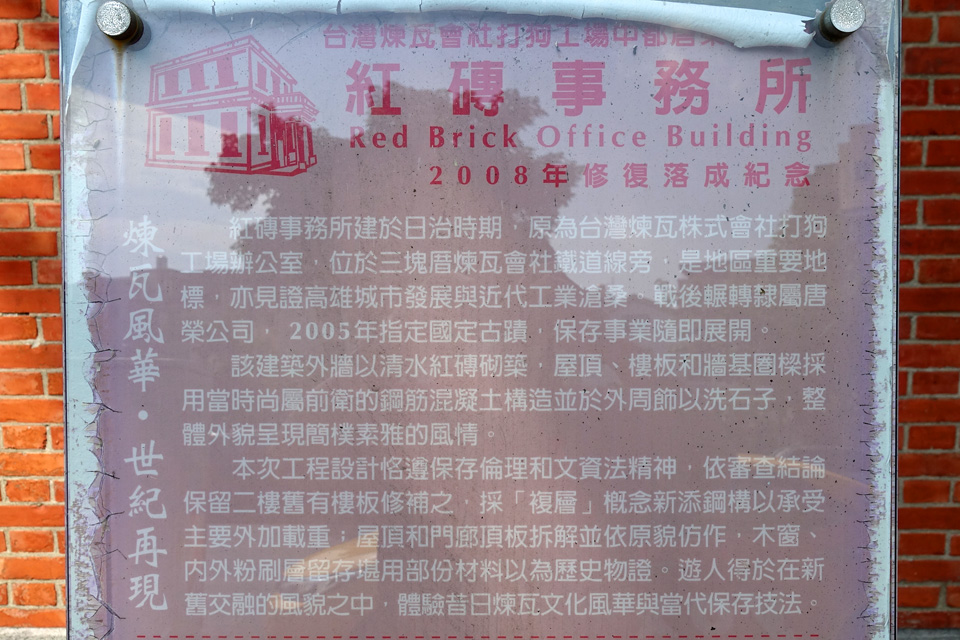 台灣煉瓦會社打狗工場中都唐榮
紅磚事務所
Red Brick Office Building
2008年修復落成紀念
煉瓦風華・世紀再現
紅磚事務所建於日治時期，原為台灣煉瓦株式會社打狗
工場辦公室，位於三塊厝煉瓦會社鐵道線旁，是地區重要地
標，亦見證高雄城市發展與近代工業滄桑。戰後輾轉隸屬唐
榮公司，2005年指定國定古蹟，保存事業隨即展開。
該建築外牆以清水紅磚砌築，屋頂、樓板和牆基圈樑採
用當時尚屬前衛的鋼筋混凝土構造並於外周飾以洗石子，整
體外貌呈現簡樸素雅的風情。
本次工程設計恪遵保存倫理和文資法精神，依審查結論
保留二樓舊有樓板修補之 採「複層」概念新添鋼構以承受
主要外加載重；屋頂和門廊頂板拆解並依原貌仿作，木窗、
內外粉刷層留存堪用部份材料以為歷史物證。遊人得於在新
舊交融的風貌之中，體驗昔日煉瓦文化風華與當代保存技法。